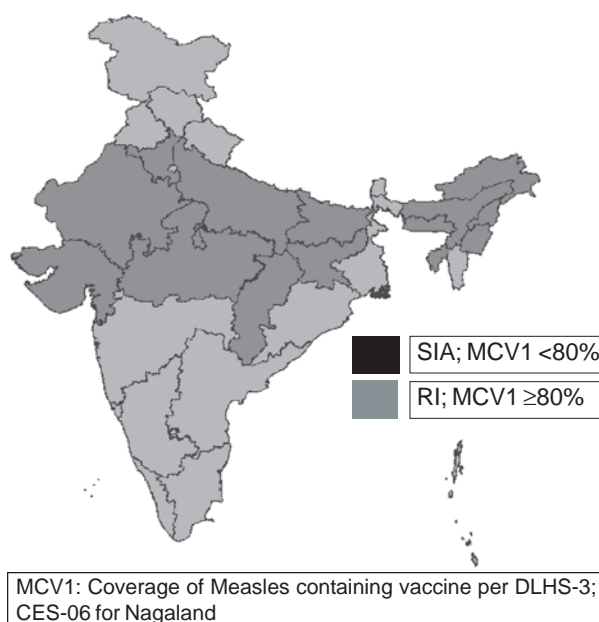 SIA; MCV1 <80%
RI; MCV1 ≥80%
MCV1: Coverage of Measles containing vaccine per DLHS-3;
CES-06 for Nagaland